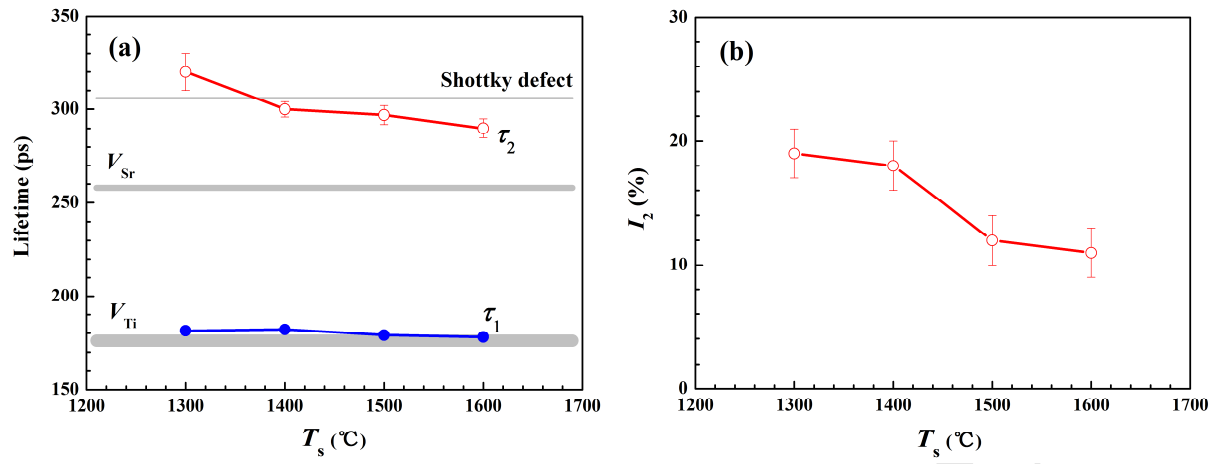 (a)
350
300
250
200
150
Lifetime (ps)
Shottky defect
τ2
VSr
VTi
τ1
1200 1300 1400 1500 1600 1700
Ts (℃)
(b)
30
20
10
0
I2 (%)
1200 1300 1400 1500 1600 1700
Ts (℃)